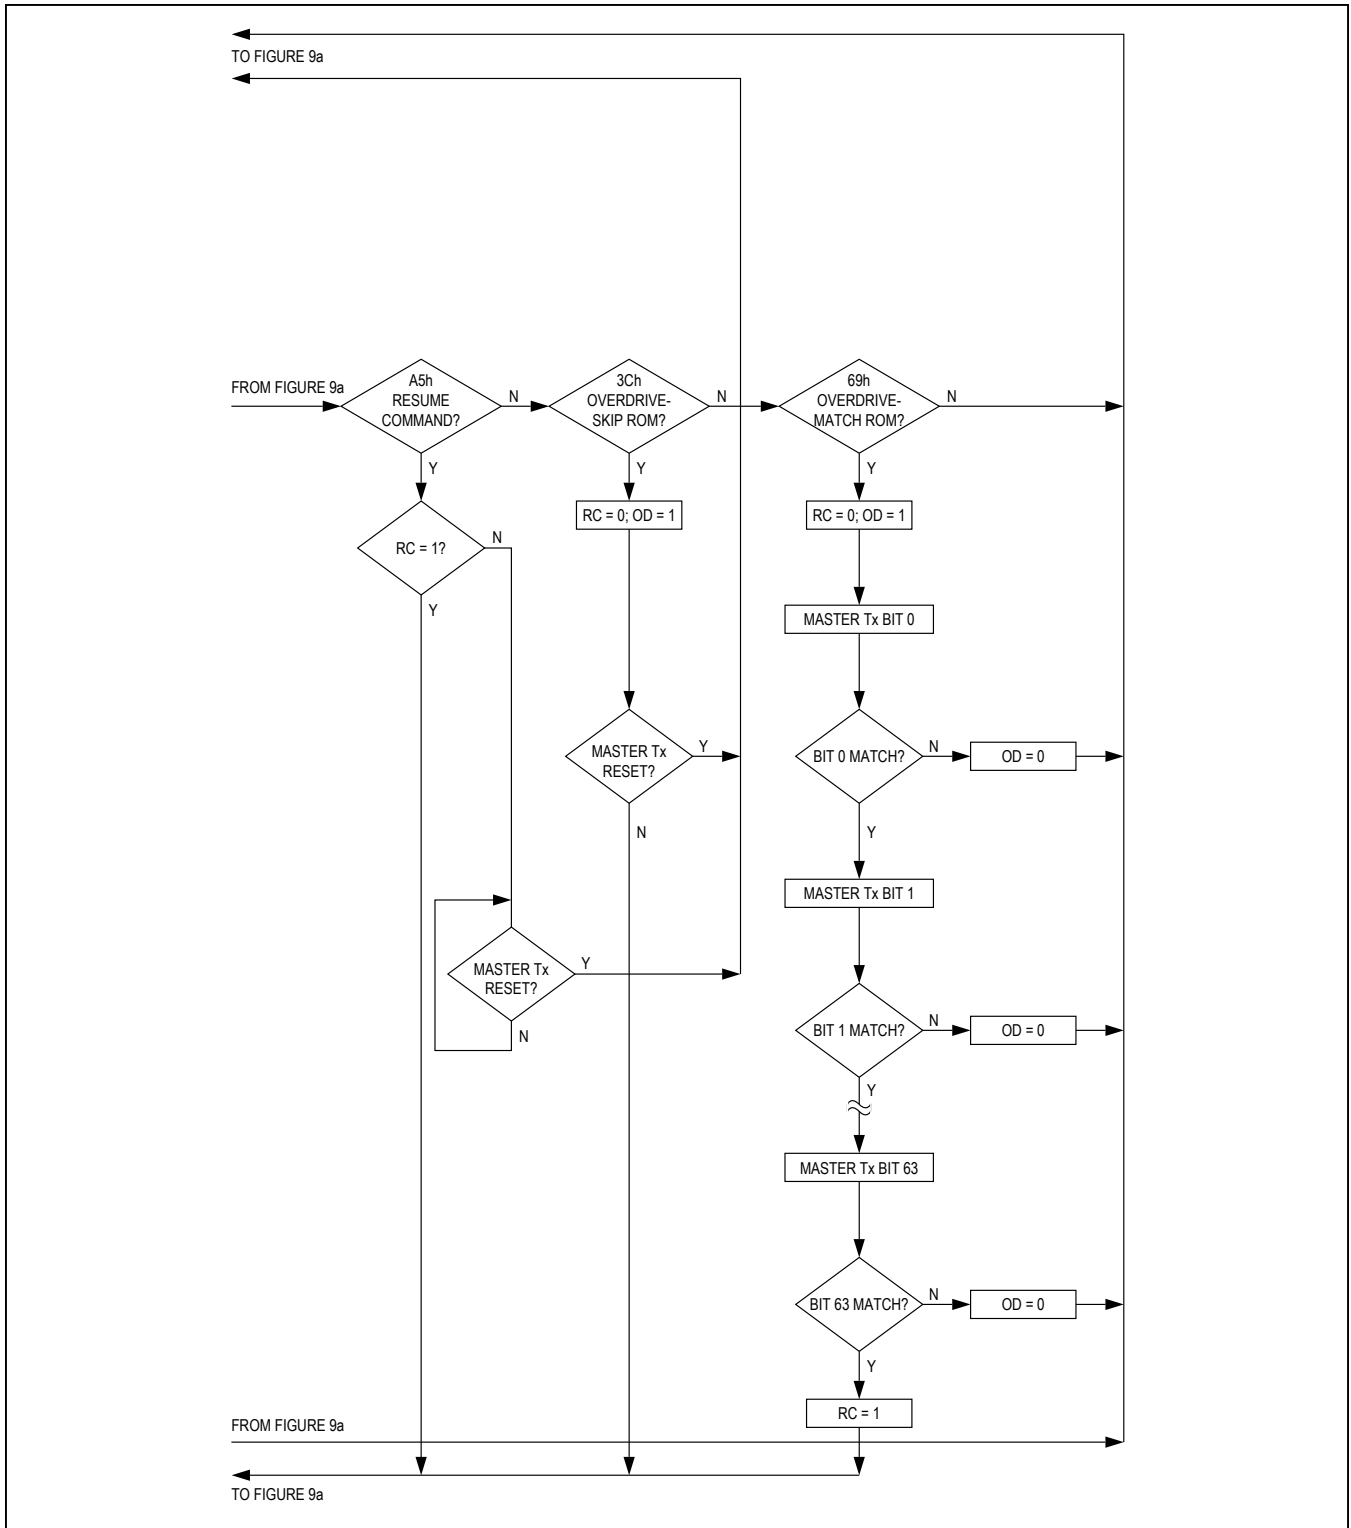 TO FIGURE 9a
FROM FIGURE 9a
A5h
RESUME
COMMAND?
N
3Ch
OVERDRIVE-
SKIP ROM?
N
69h
OVERDRIVE-
MATCH ROM?
N
Y
Y
Y
RC = 0; OD = 1
RC = 0; OD = 1
RC = 1?
N
Y
MASTER Tx BIT 0
MASTER Tx
RESET?
Y
N
BIT 0 MATCH?
N
OD = 0
Y
MASTER Tx BIT 1
MASTER Tx
RESET?
Y
N
BIT 1 MATCH?
N
OD = 0
Y
MASTER Tx BIT 63
BIT 63 MATCH?
N
OD = 0
Y
RC = 1
FROM FIGURE 9a
TO FIGURE 9a